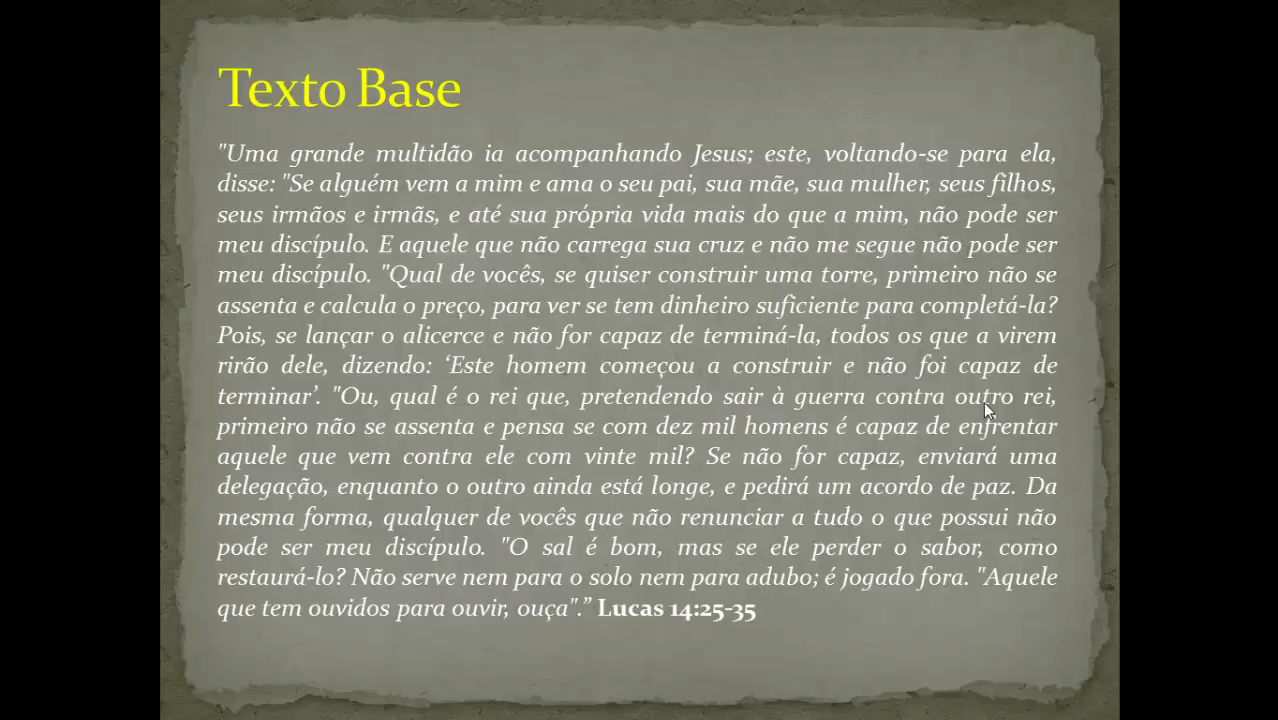 Texto Base
"Uma grande multidão ia acompanhando Jesus; este, voltando-se para ela,
disse: "Se alguém vem a mim e ama o seu pai, sua mãe, sua mulher, seus filhos,
seus irmãos e irmãs, e até sua própria vida mais do que a mim, não pode ser
meu discípulo. E aquele que não carrega sua cruz e não me segue não pode ser
meu discípulo. "Qual de vocês, se quiser construir uma torre, primeiro não se
assenta e calcula o preço, para ver se tem dinheiro suficiente para completá-la?
Pois, se lançar o alicerce e não for capaz de terminá-la, todos os que a virem
rirão dele, dizendo: ‘Este homem começou a construir e não foi capaz de
terminar’. "Ou, qual é o rei que, pretendendo sair à guerra contra outro rei,
primeiro não se assenta e pensa se com dez mil homens é capaz de enfrentar
aquele que vem contra ele com vinte mil? Se não for capaz, enviará uma
delegação, enquanto o outro ainda está longe, e pedirá um acordo de paz. Da
mesma forma, qualquer de vocês que não renunciar a tudo o que possui não
pode ser meu discípulo. "O sal é bom, mas se ele perder o sabor, como
restaurá-lo? Não serve nem para o solo nem para adubo; é jogado fora. "Aquele
que tem ouvidos para ouvir, ouça".” Lucas 14:25-35